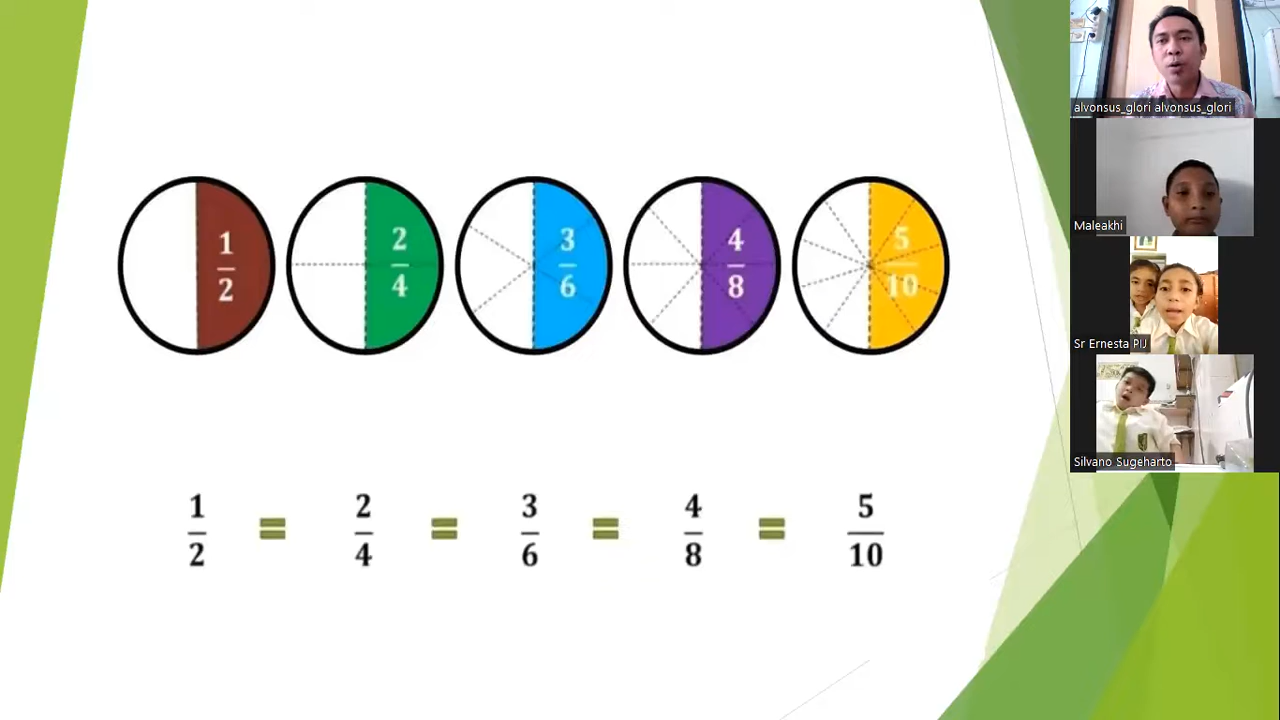 1/2 2/4 3/6 4/8 5/10
1/2 = 2/4 = 3/6 = 4/8 = 5/10
alvonsus_glori alvonsus_glori
Maleakhi
Sr Ernesta PIJ
Silvano Sugeharto